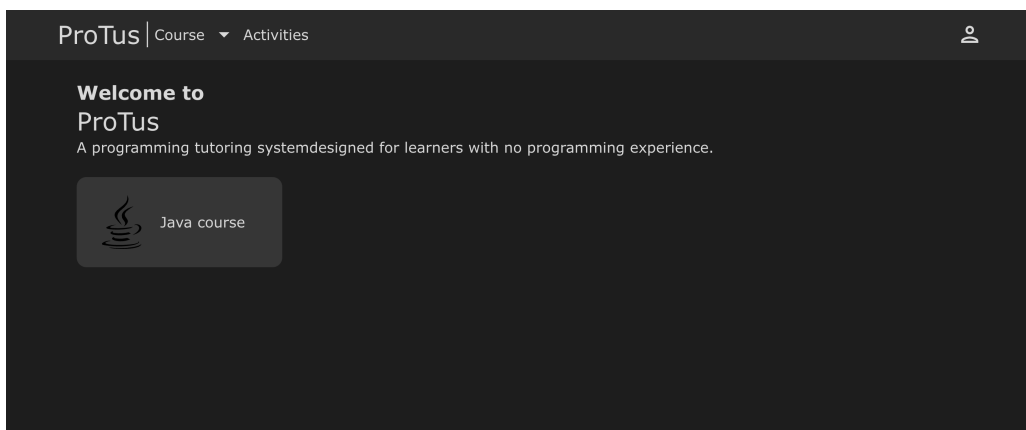 ProTus Course Activities
Welcome to
ProTus
A programming tutoring systemdesigned for learners with no programming experience.
Java course